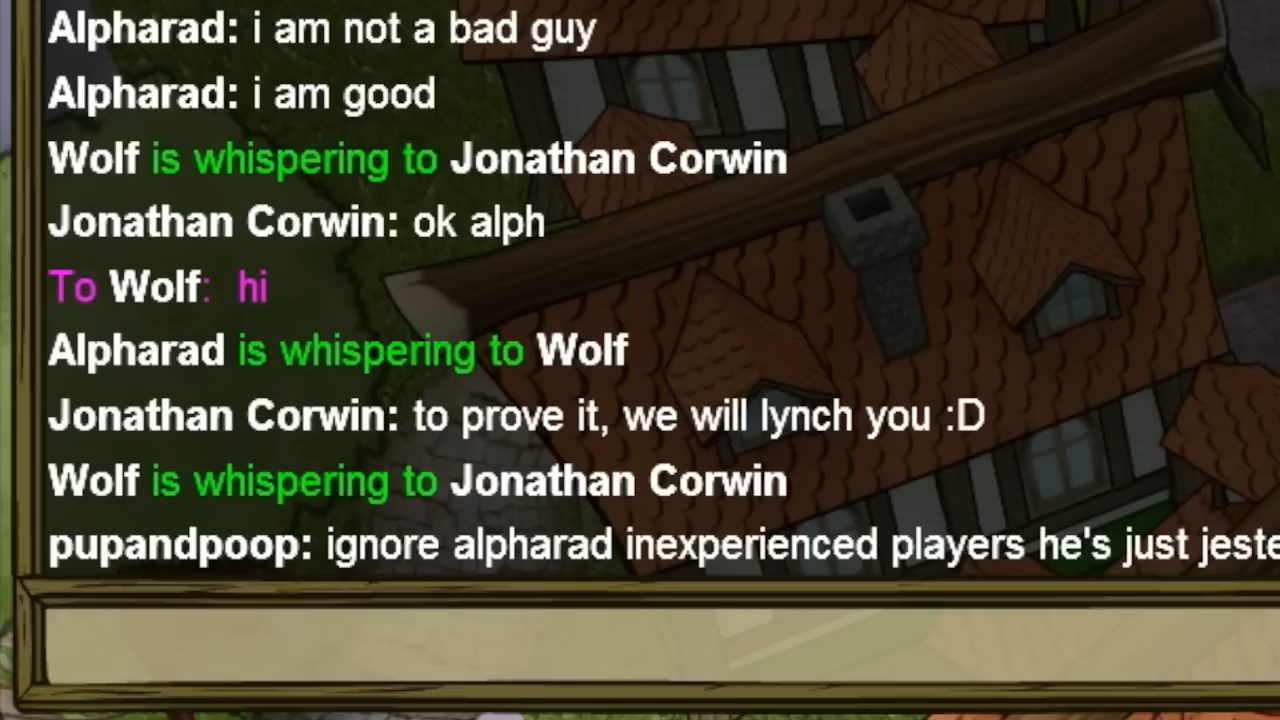 Alpharad: i am not a bad guy
Alpharad: i am good
Wolf is whispering to Jonathan Corwin
Jonathan Corwin: ok alph
To Wolf: hi
Alpharad is whispering to Wolf
Jonathan Corwin: to prove it, we will lynch you :D
Wolf is whispering to Jonathan Corwin
pupandpoop: ignore alpharad inexperienced players he's just jeste